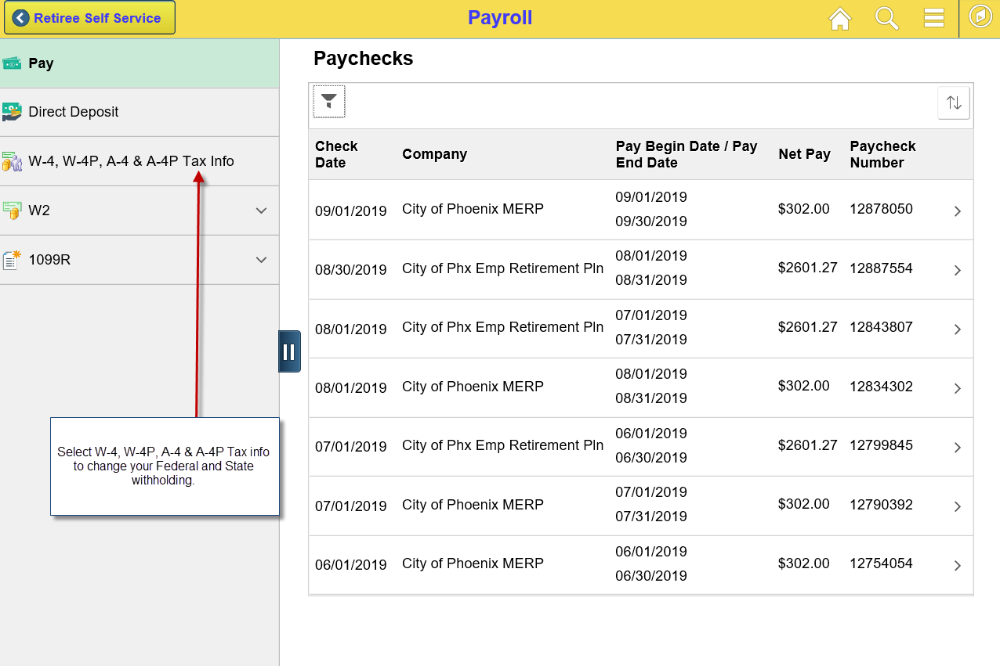 Retiree Self Service
Payroll
Pay
Direct Deposit
W-4, W-4P, A-4 & A-4P Tax Info
W2
1099R
Select W-4, W-4P, A-4 & A-4P Tax info
to change your Federal and State
withholding.
Paychecks
Check Date Company Pay Begin Date / Pay End Date Net Pay Paycheck Number
09/01/2019 City of Phoenix MERP 09/01/2019 09/30/2019 $302.00 12878050
08/30/2019 City of Phx Emp Retirement Pln 08/01/2019 08/31/2019 $2601.27 12887554
08/01/2019 City of Phx Emp Retirement Pln 07/01/2019 07/31/2019 $2601.27 12843807
08/01/2019 City of Phoenix MERP 08/01/2019 08/31/2019 $302.00 12834302
07/01/2019 City of Phx Emp Retirement Pln 06/01/2019 06/30/2019 $2601.27 12799845
07/01/2019 City of Phoenix MERP 07/01/2019 07/31/2019 $302.00 12790392
06/01/2019 City of Phoenix MERP 06/01/2019 06/30/2019 $302.00 12754054